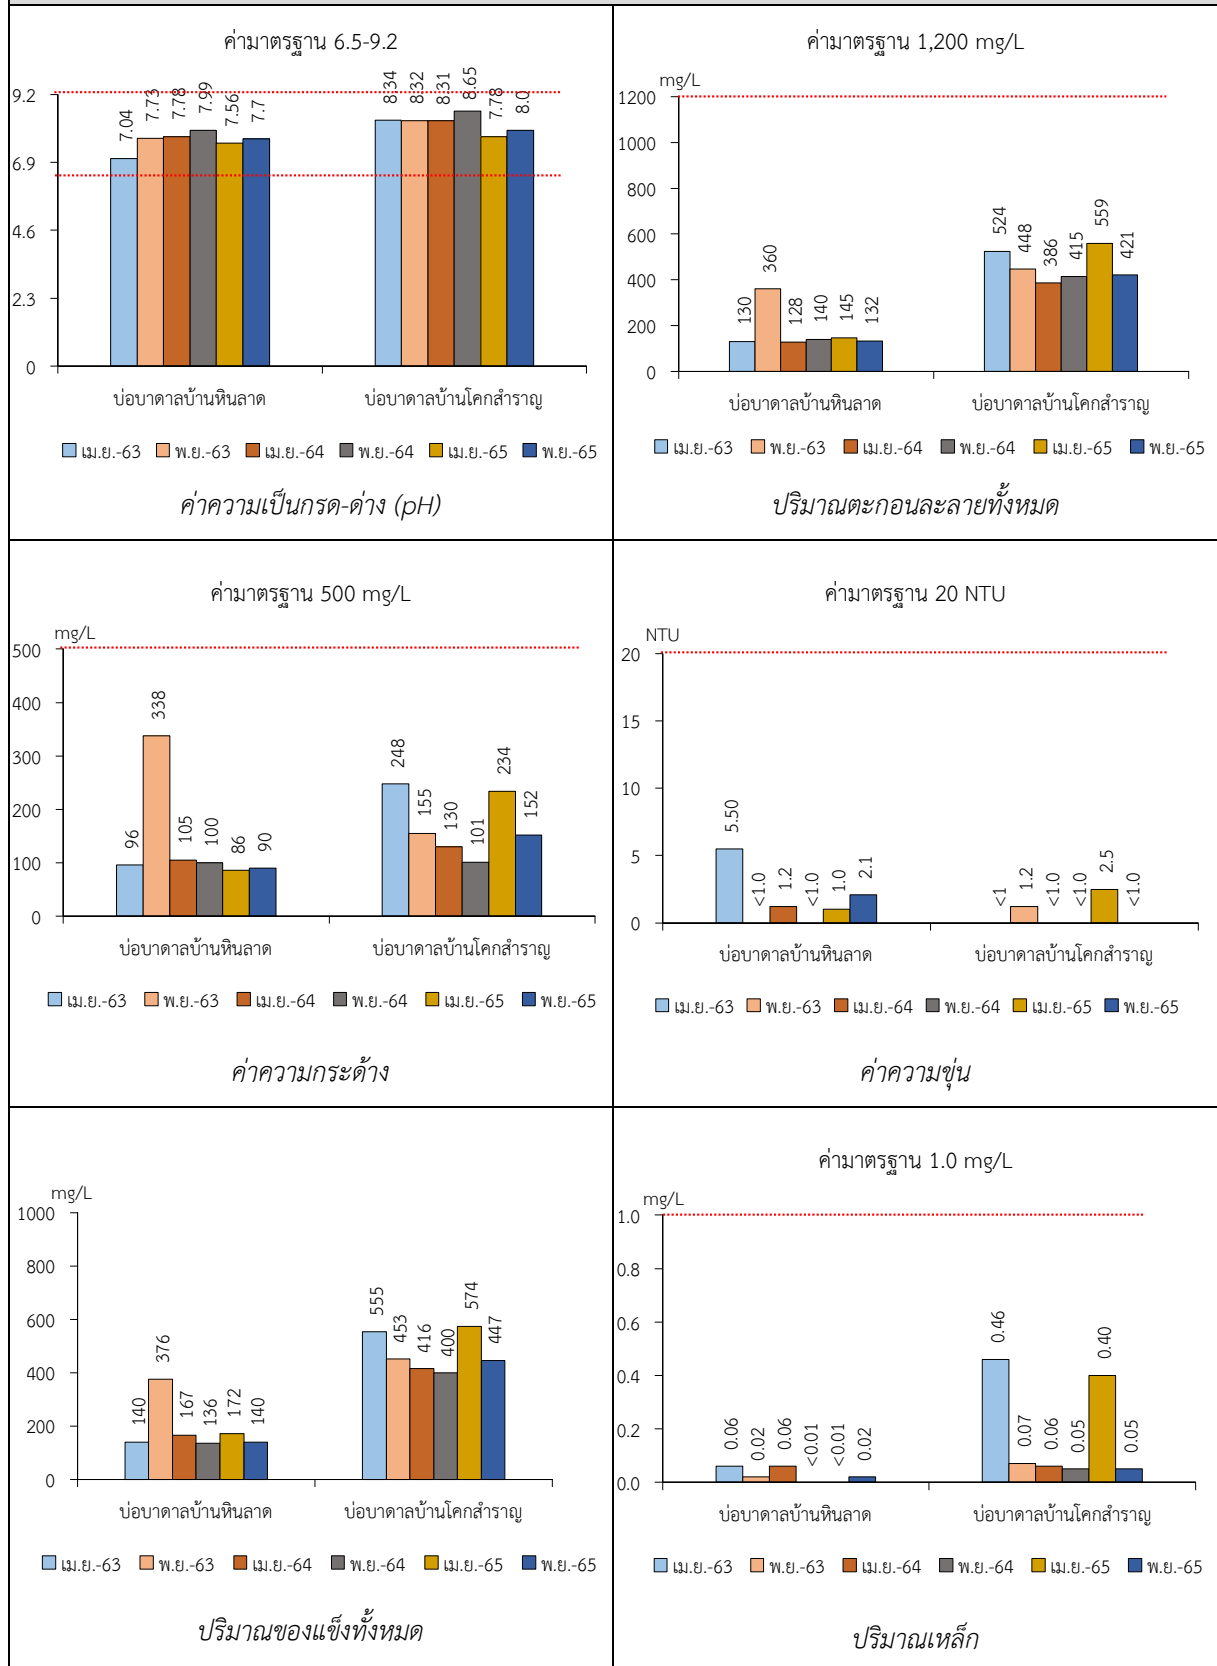 ค่ามาตรฐาน 6.5-9.2
9.2
6.9
4.6
2.3
0
7.04 7.73 7.78 7.99 7.56 7.7
8.34 8.32 8.31 8.65 7.78 8.0
บ่อบาดาลบ้านหินลาด บ่อบาดาลบ้านโคกสำราญ
เม.ย.-63 พ.ย.-63 เม.ย.-64 พ.ย.-64 เม.ย.-65 พ.ย.-65
ค่าความเป็นกรด-ด่าง (pH)
ค่ามาตรฐาน 1,200 mg/L
mg/L
1200
1000
800
600
400
200
0
130 360 128 140 145 132
524 448 386 415 559 421
บ่อบาดาลบ้านหินลาด บ่อบาดาลบ้านโคกสำราญ
เม.ย.-63 พ.ย.-63 เม.ย.-64 พ.ย.-64 เม.ย.-65 พ.ย.-65
ปริมาณตะกอนละลายทั้งหมด
ค่ามาตรฐาน 500 mg/L
mg/L
500
400
300
200
100
0
96 338 105 100 86 90
248 155 130 101 234 152
บ่อบาดาลบ้านหินลาด บ่อบาดาลบ้านโคกสำราญ
เม.ย.-63 พ.ย.-63 เม.ย.-64 พ.ย.-64 เม.ย.-65 พ.ย.-65
ค่าความกระด้าง
ค่ามาตรฐาน 20 NTU
NTU
20
15
10
5
0
5.50 <1.0 1.2 <1.0 1.0 2.1
<1 1.2 <1.0 <1.0 2.5 <1.0
บ่อบาดาลบ้านหินลาด บ่อบาดาลบ้านโคกสำราญ
เม.ย.-63 พ.ย.-63 เม.ย.-64 พ.ย.-64 เม.ย.-65 พ.ย.-65
ค่าความขุ่น
mg/L
1000
800
600
400
200
0
140 376 167 136 172 140
555 453 416 400 574 447
บ่อบาดาลบ้านหินลาด บ่อบาดาลบ้านโคกสำราญ
เม.ย.-63 พ.ย.-63 เม.ย.-64 พ.ย.-64 เม.ย.-65 พ.ย.-65
ปริมาณของแข็งทั้งหมด
ค่ามาตรฐาน 1.0 mg/L
mg/L
1.0
0.8
0.6
0.4
0.2
0.0
0.06 0.02 0.06 <0.01 <0.01 0.02
0.46 0.07 0.06 0.05 0.40 0.05
บ่อบาดาลบ้านหินลาด บ่อบาดาลบ้านโคกสำราญ
เม.ย.-63 พ.ย.-63 เม.ย.-64 พ.ย.-64 เม.ย.-65 พ.ย.-65
ปริมาณเหล็ก